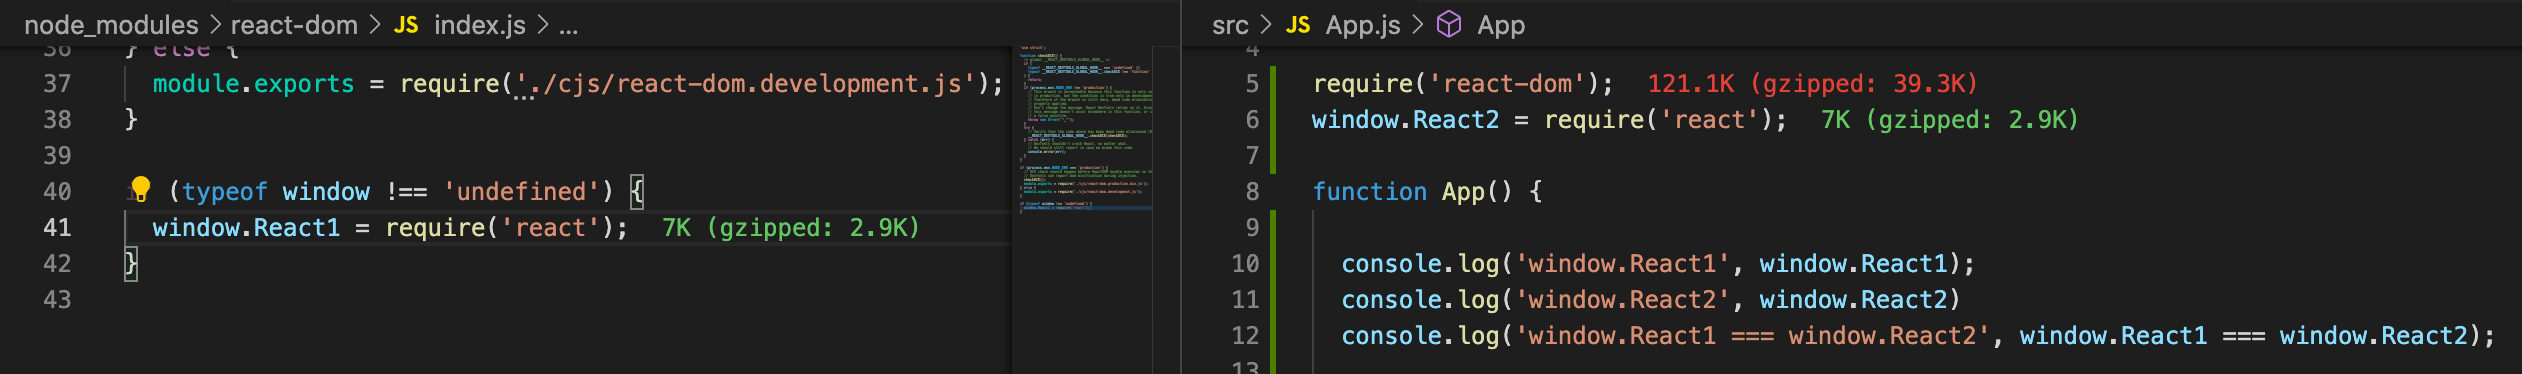 node_modules > react-dom > JS index.js > ...
36 } else {
37 module.exports = require('./cjs/react-dom.development.js');
38 }
39
40 (typeof window !== 'undefined') {
41 window.React1 = require('react'); 7K (gzipped: 2.9K)
42 }
43
src > JS App.js > App
4
5 require('react-dom'); 121.1K (gzipped: 39.3K)
6 window.React2 = require('react'); 7K (gzipped: 2.9K)
7
8 function App() {
9
10 console.log('window.React1', window.React1);
11 console.log('window.React2', window.React2)
12 console.log('window.React1 === window.React2', window.React1 === window.React2);
13